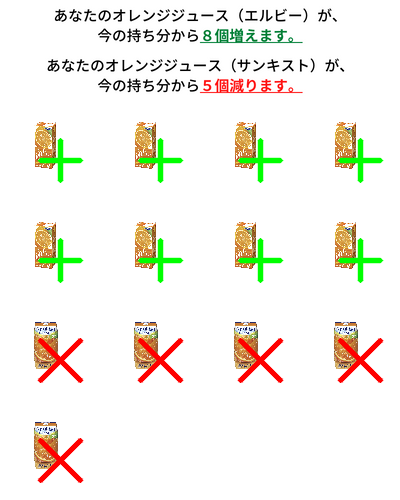 あなたのオレンジジュース（エルビー）が、
今の持ち分から８個増えます。
あなたのオレンジジュース（サンキスト）が、
今の持ち分から５個減ります。